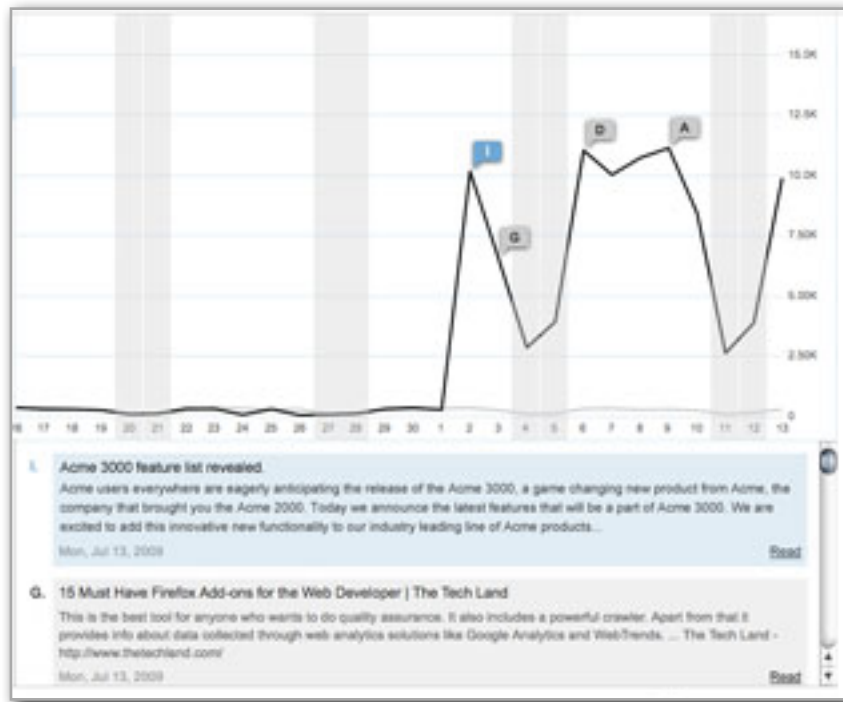 15.0K
12.5K
D
A
I
10.0K
G
7.50K
5.00K
2.50K
0
16 17 18 19 20 21 22 23 24 25 26 27 28 29 30 1 2 3 4 5 6 7 8 9 10 11 12 13
I. Acme 3000 feature list revealed.
Acme users everywhere are eagerly anticipating the release of the Acme 3000, a game changing new product from Acme, the
company that brought you the Acme 2000. Today we announce the latest features that will be a part of Acme 3000. We are
excited to add this innovative new functionality to our industry leading line of Acme products...
Mon, Jul 13, 2009 Read
G. 15 Must Have Firefox Add-ons for the Web Developer | The Tech Land
This is the best tool for anyone who wants to do quality assurance. It also includes a powerful crawler. Apart from that it
provides info about data collected through web analytics solutions like Google Analytics and WebTrends. ... The Tech Land -
http://www.thetechland.com/
Mon, Jul 13, 2009 Read